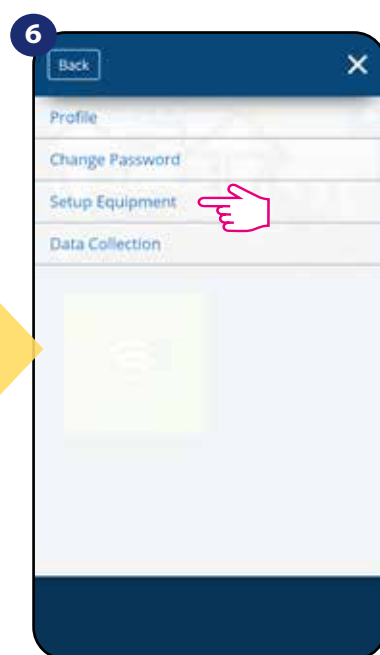 6
Back
Profile
Change Password
Setup Equipment
Data Collection